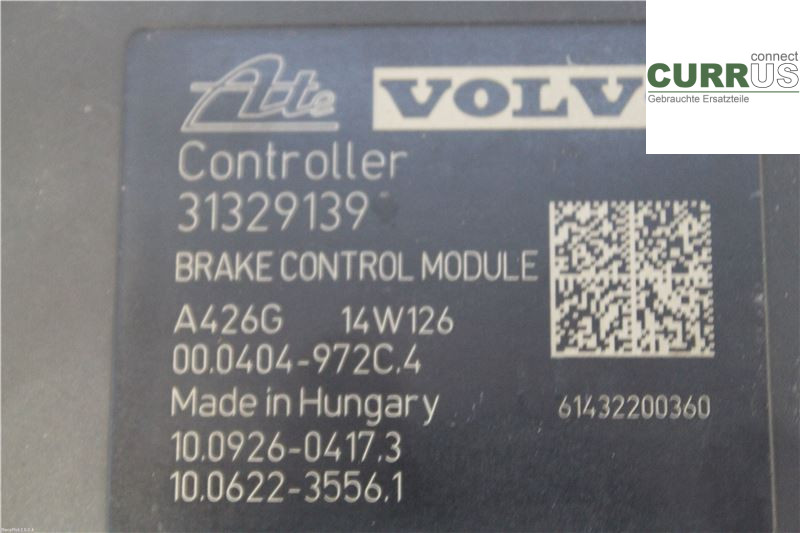 connect
CURRUS
Gebrauchte Ersatzteile
Ate VOLV
Controller
31329139
BRAKE CONTROL MODULE
A426G 14W126
00.0404-972C.4
Made in Hungary
61432200360
10.0926-0417.3
10.0622-3556.1